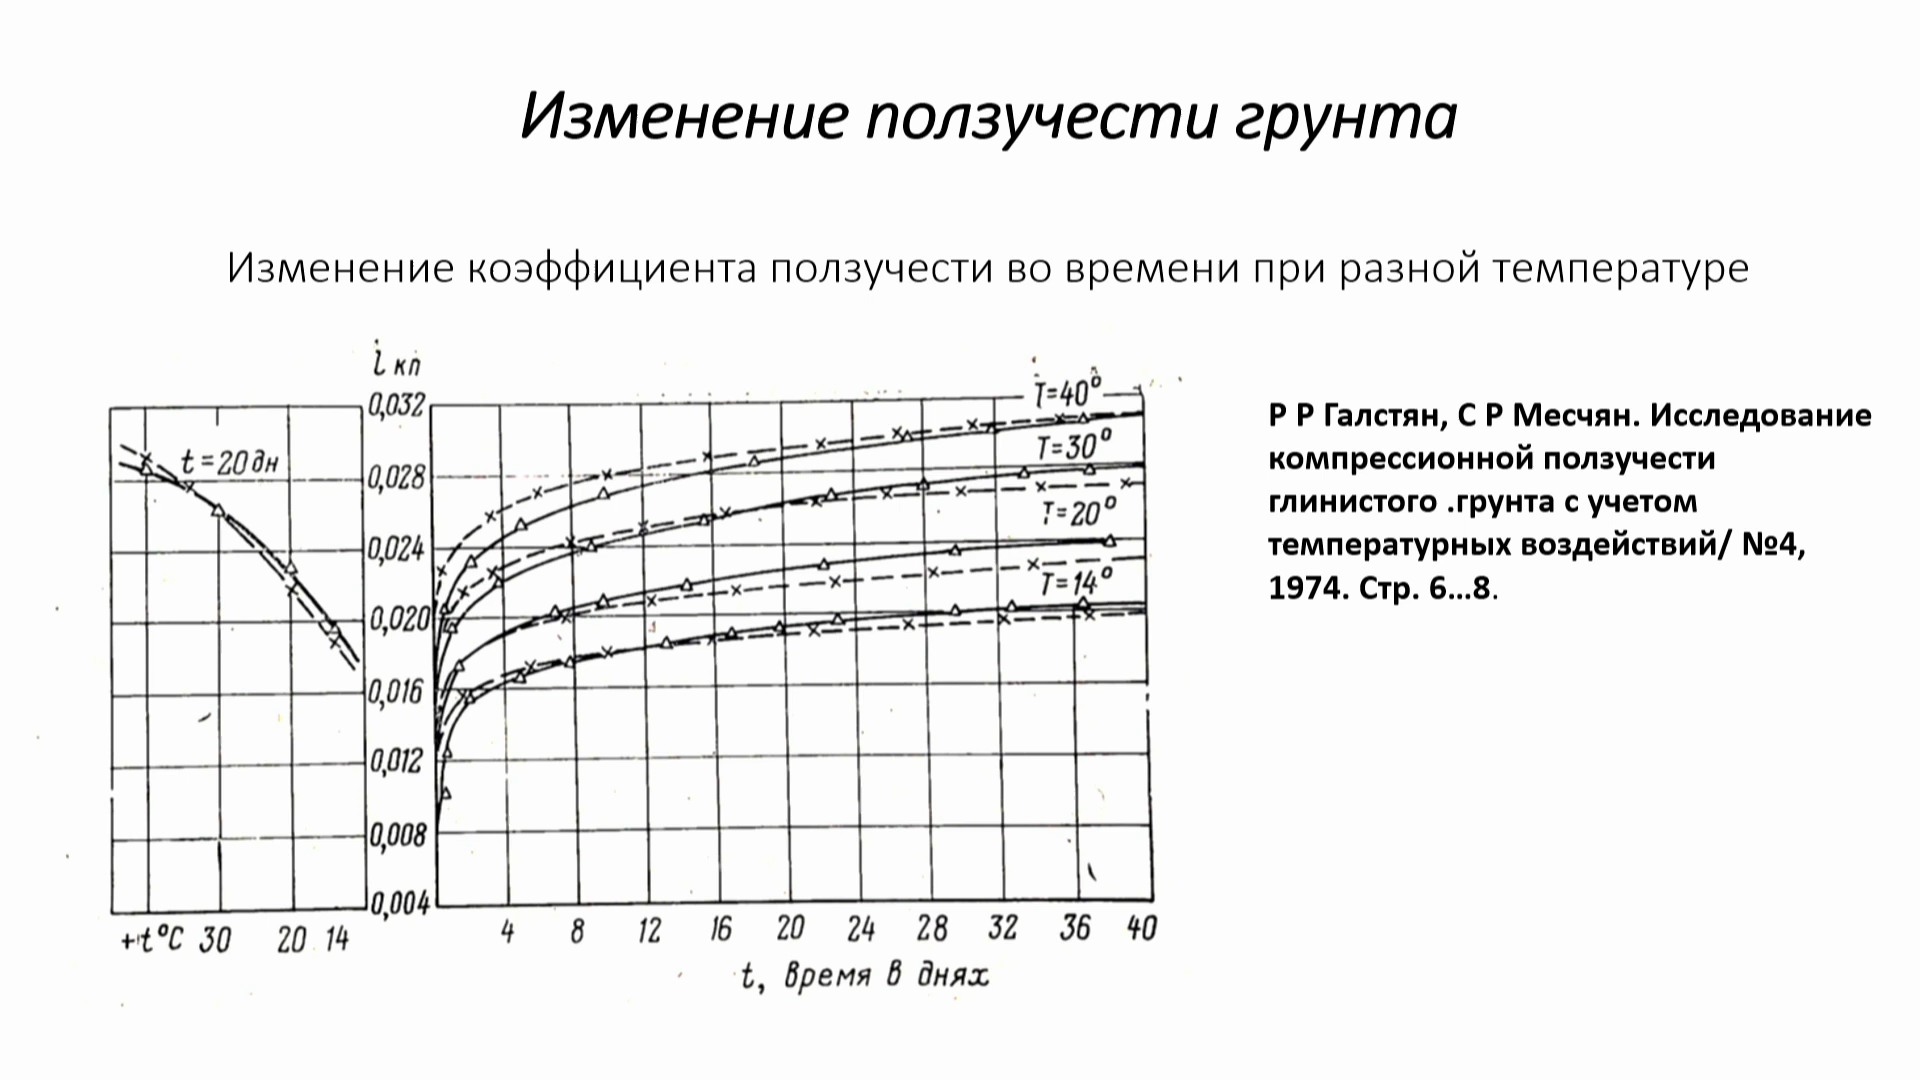 Изменение ползучести грунта
Изменение коэффициента ползучести во времени при разной температуре
i кп
0,032
0,028
0,024
0,020
0,016
0,012
0,008
0,004
t=20дн
+t°C 30 20 14
T=40°
T=30°
T=20°
T=14°
4 8 12 16 20 24 28 32 36 40
t, время в днях
Р Р Галстян, С Р Месчян. Исследование
компрессионной ползучести
глинистого .грунта с учетом
температурных воздействий/ №4,
1974. Стр. 6...8.